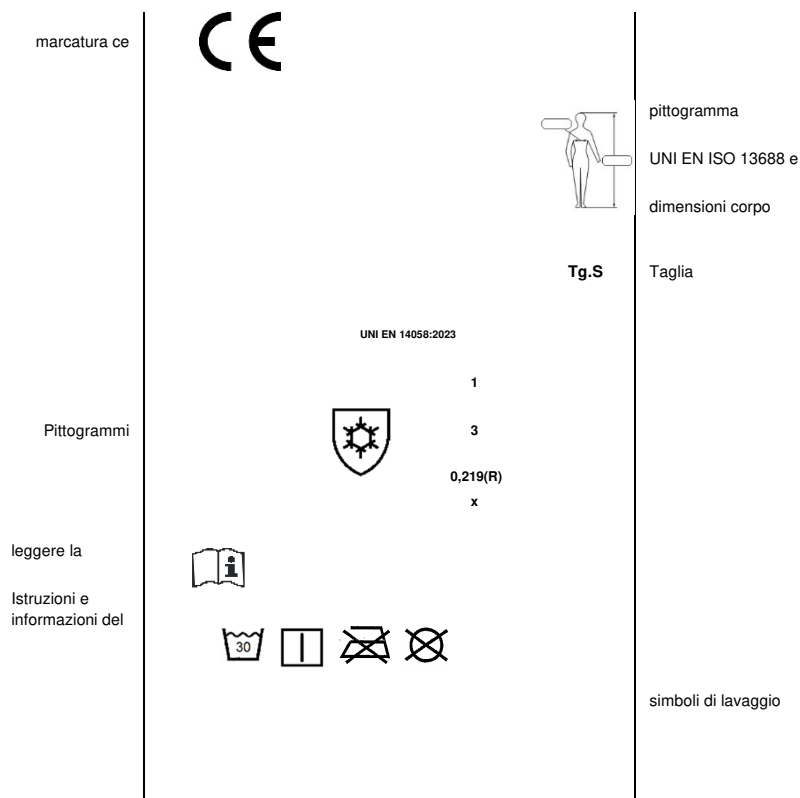 marcatura ce
CE
pittogramma
UNI EN ISO 13688 e
dimensioni corpo
Tg.S
Taglia
UNI EN 14058:2023
1
Pittogrammi
3
0,219(R)
x
leggere la
i
Istruzioni e
informazioni del
30
simboli di lavaggio